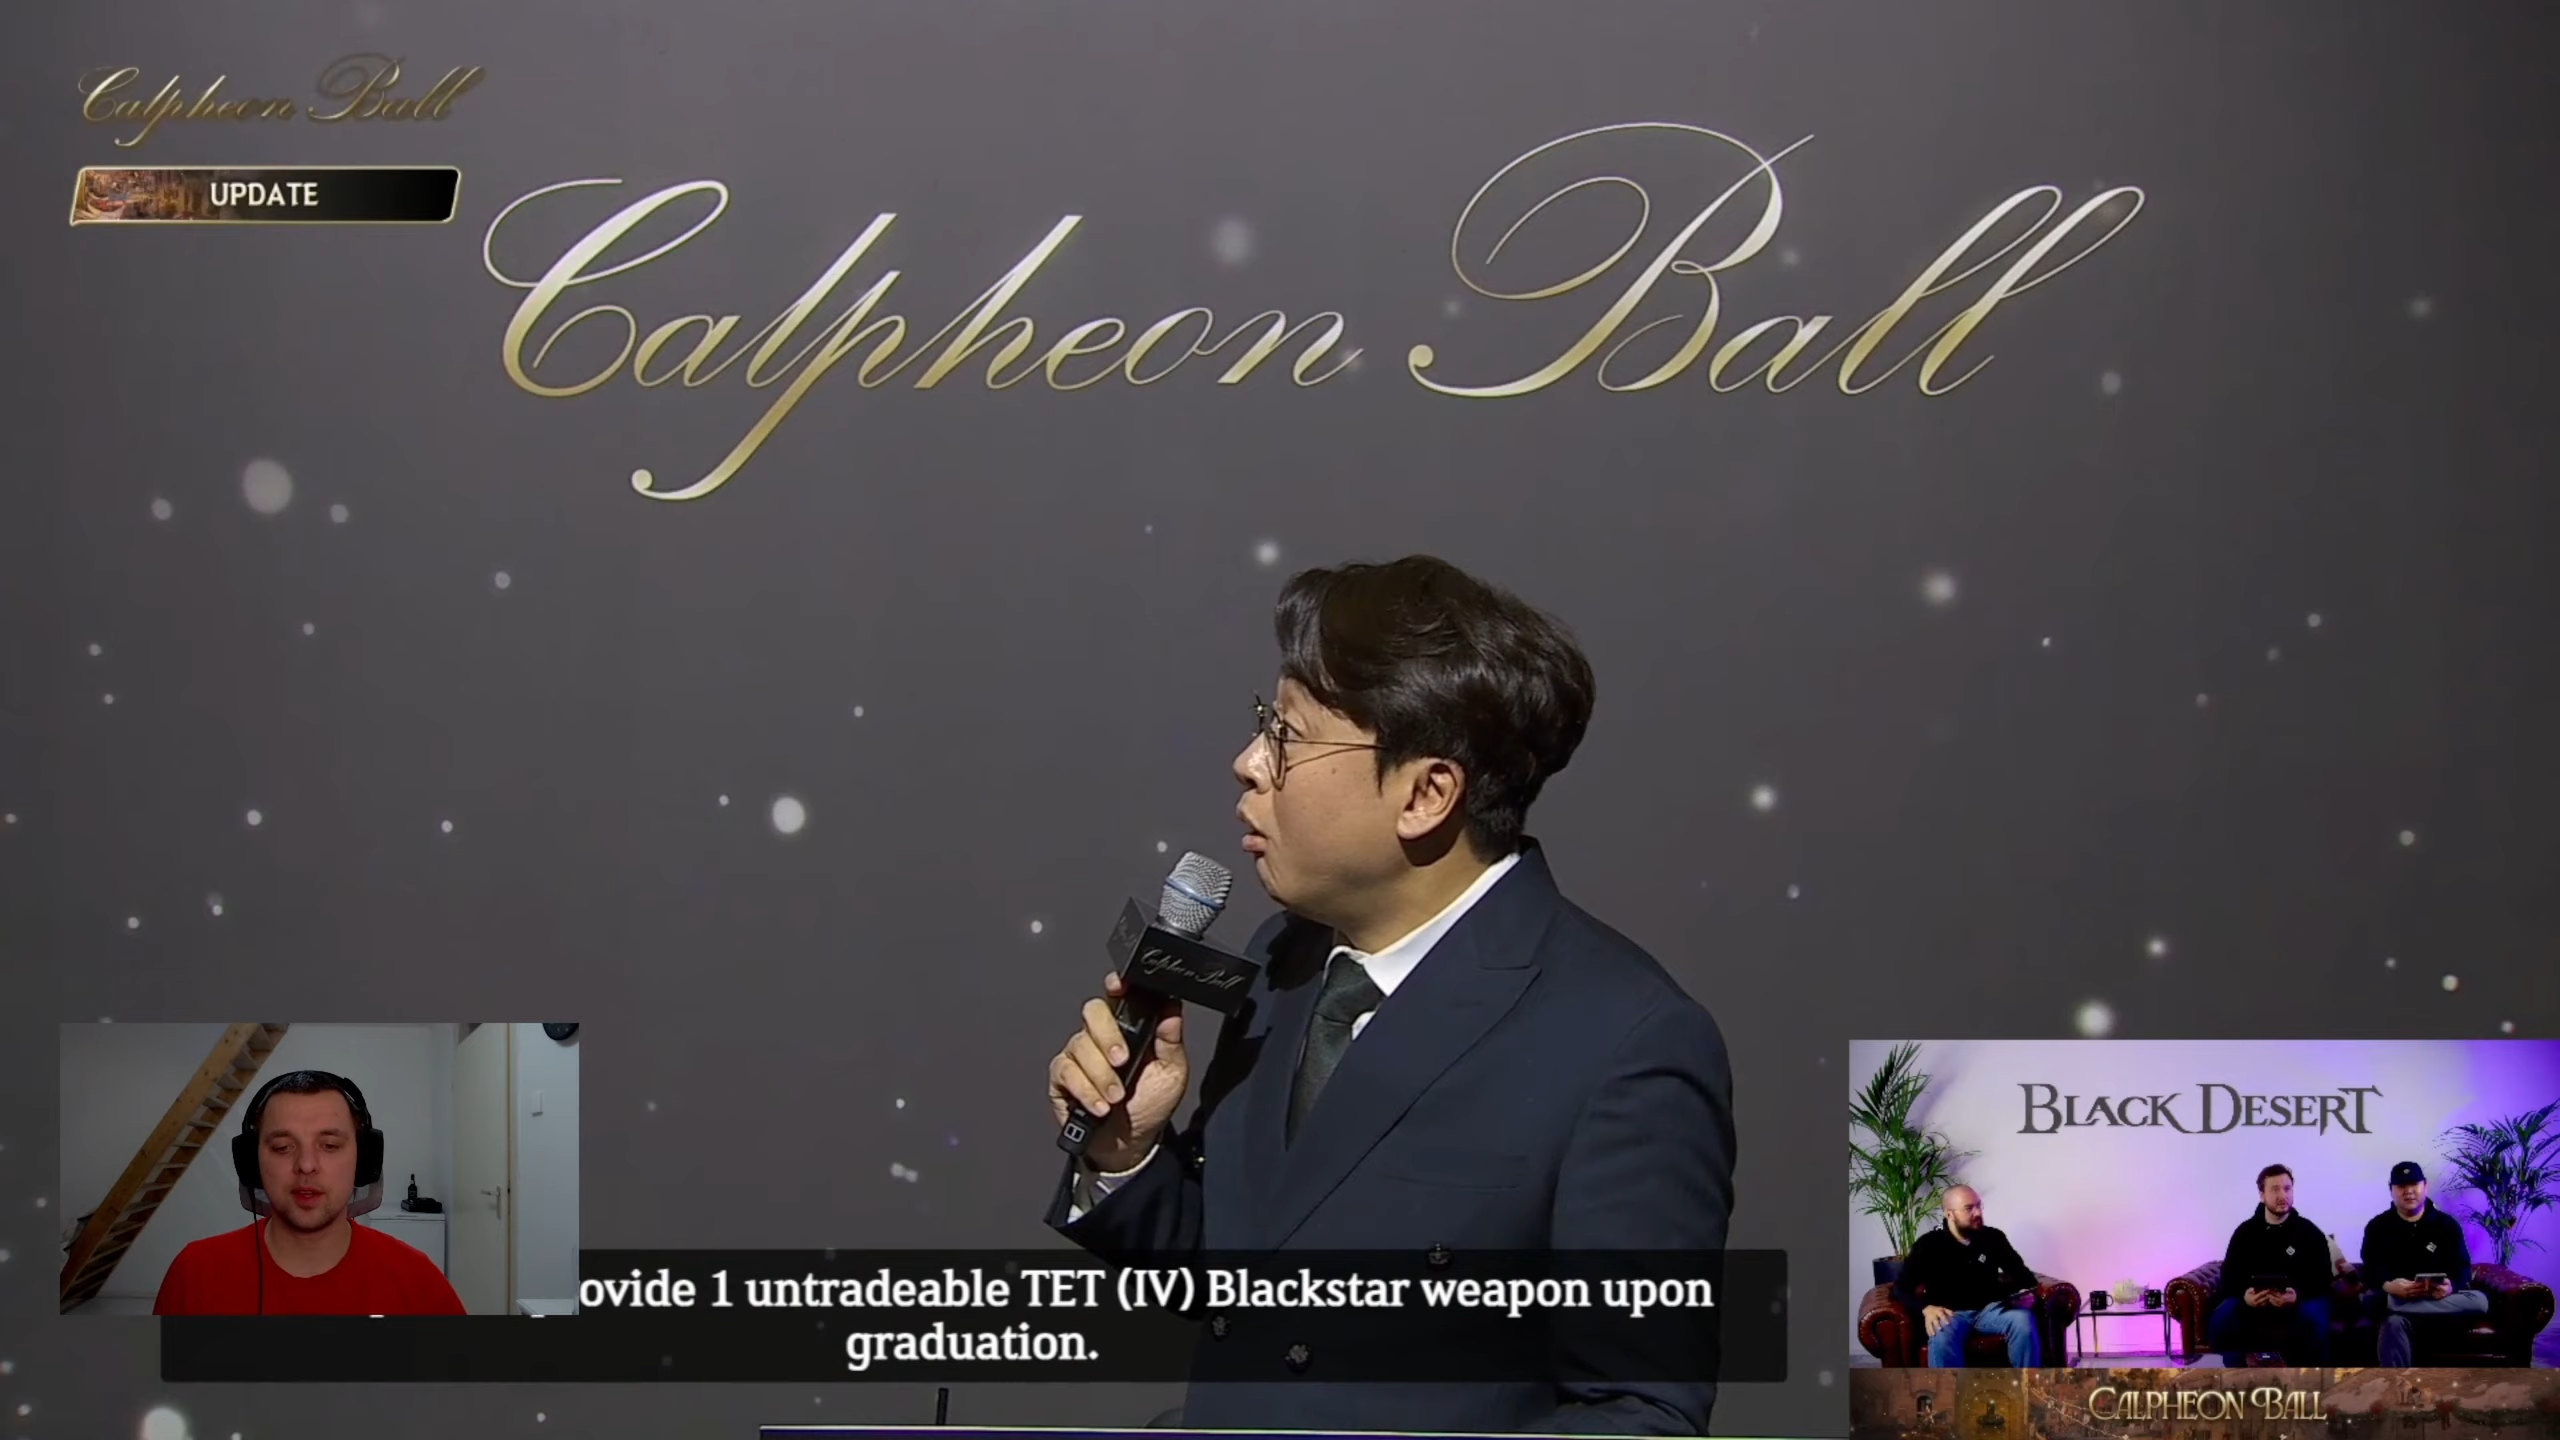 Calpheon Ball
UPDATE
Calpheon Ball
Calpheon Ball
BLACK DESERT
1 untradeable TET (IV) Blackstar weapon upon
graduation.
CALPHEON BALL